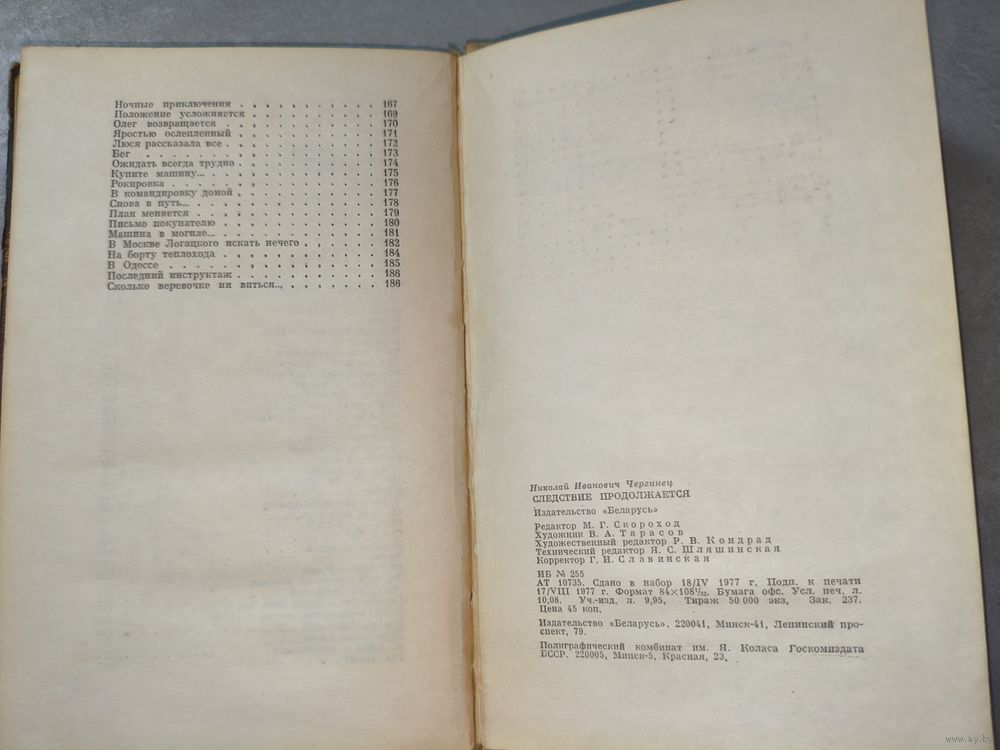 Ночные приключения . . . . . . . . . . 167
Положение усложняется . . . . . . . . . . 169
Олег возвращается . . . . . . . . . . . 170
Яростью ослепленный . . . . . . . . . . . 171
Люся рассказала все . . . . . . . . . . . 172
Бег . . . . . . . . . . . . . . 173
Ожидать всегда трудно . . . . . . . . . . 174
Купите машину... . . . . . . . . . . . 175
Рокировка . . . . . . . . . . . . . 176
В командировку домой . . . . . . . . . . 177
Снова в путь... . . . . . . . . . . . . 178
План меняется . . . . . . . . . . . . 179
Письмо покупателю . . . . . . . . . . . 180
Машина в могиле... . . . . . . . . . . . 181
В Москве Логацкого искать нечего . . . . . . 182
На борту теплохода . . . . . . . . . . . 184
В Одессе . . . . . . . . . . . . . 185
Последний инструктаж . . . . . . . . . . 186
Сколько веревочке ни виться... . . . . . . . 186
Николай Иванович Чергинец
СЛЕДСТВИЕ ПРОДОЛЖАЕТСЯ
Издательство «Беларусь»
Редактор М. Г. Скороход
Художник В. А. Тарасов
Художественный редактор Р. В. Кондрад
Технический редактор Я. С. Шляшинская
Корректор Г. И. Славинская
ИБ № 255
АТ 10735. Сдано в набор 18/IV 1977 г. Подп. к печати
17/VIII 1977 г. Формат 84×108¹/₃₂. Бумага офс. Усл. печ. л.
10,08. Уч.-изд. л. 9,95. Тираж 50 000 экз. Зак. 237.
Цена 45 коп.
Издательство «Беларусь». 220041, Минск-41, Ленинский про-
спект, 79.
Полиграфический комбинат им. Я. Коласа Госкомиздата
БССР. 220005, Минск-5, Красная, 23.
www.ay.by